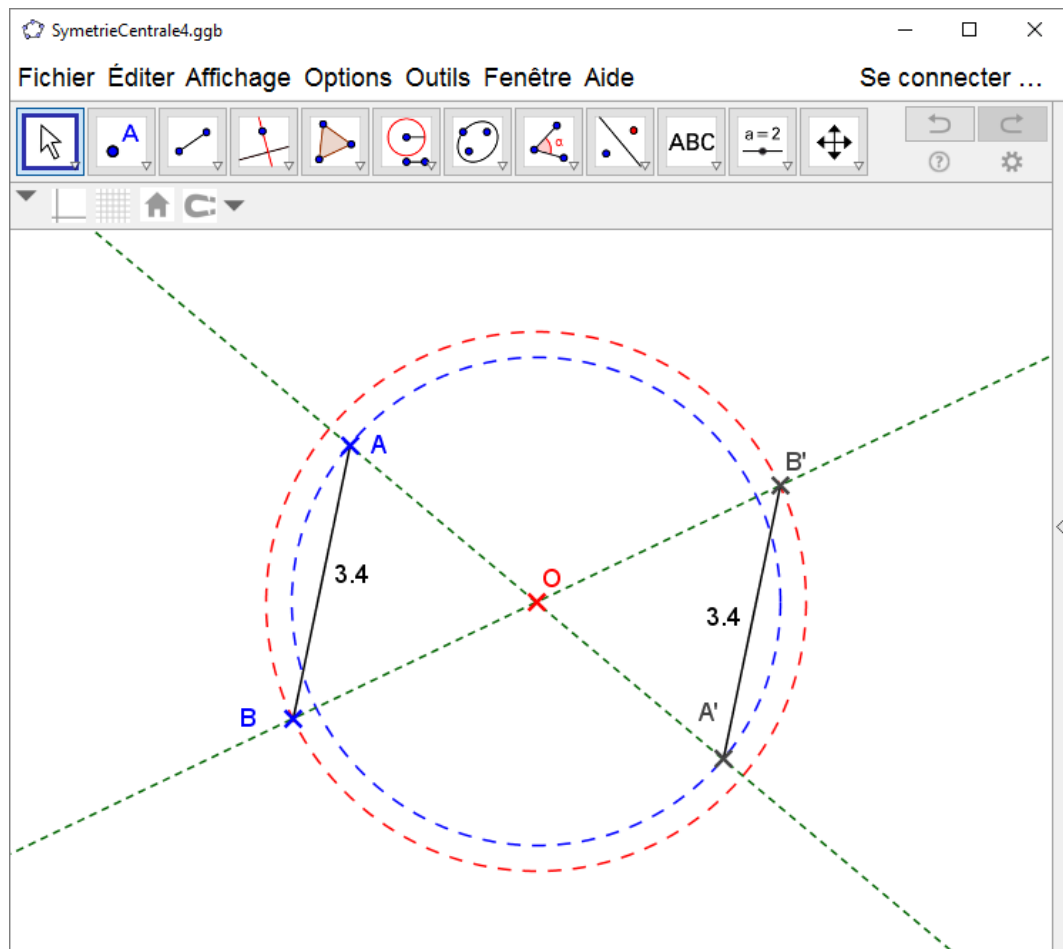 SymetrieCentrale4.ggb
Fichier Éditer Affichage Options Outils Fenêtre Aide Se connecter ...
A α ABC a=2
?
A
B'
O
3.4
3.4
B
A'